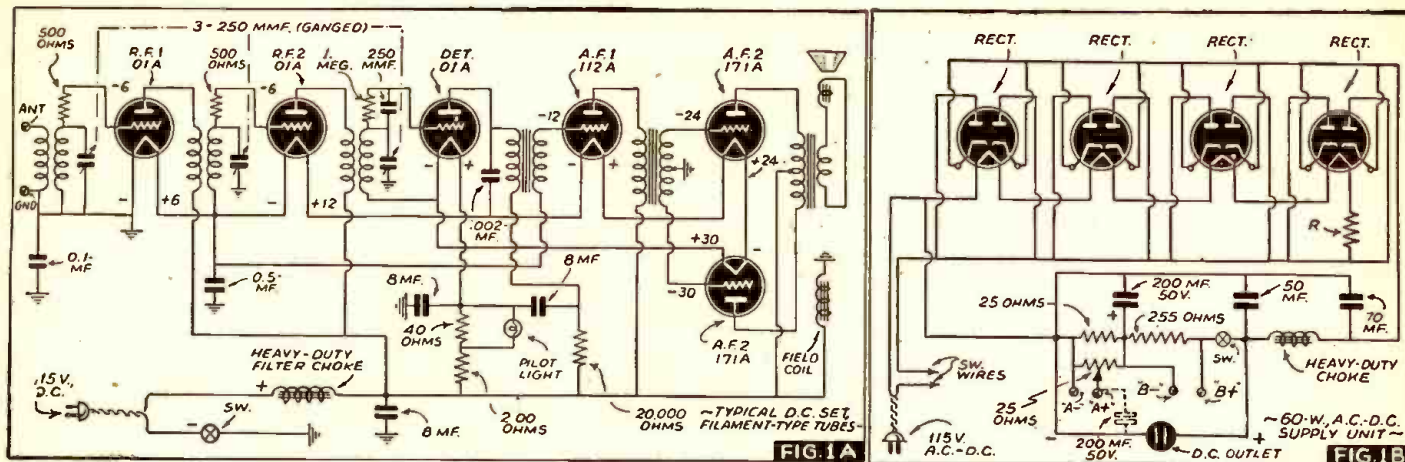 3-250 MMF. (GANGED)
500
OHMS
R.F.1
01A
500
OHMS
R.F.2
01A
1.
MEG.
250
MMF.
DET.
01A
A.F.1
112A
A.F.2
171A
-6
-6
-12
-24
ANT
GND
-
+6
-
+12
-
+
-
+
+24
.002-
MF.
+30
-
-30
0.1-
MF
0.5-
MF.
8 MF.
8 MF
40
OHMS
PILOT
LIGHT
A.F.2
171A
FIELD
COIL
HEAVY-DUTY
FILTER CHOKE
115V.,
D.C.
+
-
SW.
8 MF.
200
OHMS
20,000
OHMS
~TYPICAL D.C. SET,
FILAMENT-TYPE TUBES~
FIG.1A
RECT.
RECT.
RECT.
RECT.
R
200 MF.
50V.
50
MF.
25 OHMS
+
255 OHMS
70
MF.
SW.
HEAVY-DUTY
CHOKE
SW.
WIRES
25
OHMS
"A-"
"A+"
"B-"
"B+"
200 MF.
50V.
-
+
D.C. OUTLET
115V.
A.C.-D.C.
~60-W., A.C.-D.C.
SUPPLY UNIT~
FIG.1B